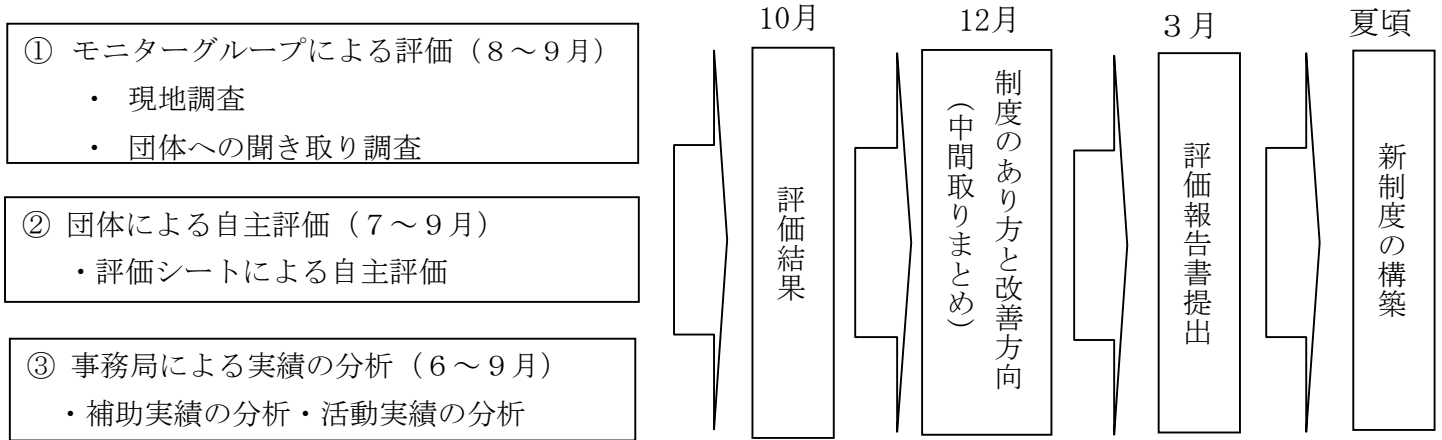 ① モニターグループによる評価(8~9月)
・ 現地調査
・ 団体への聞き取り調査
② 団体による自主評価(7~9月)
・評価シートによる自主評価
③ 事務局による実績の分析(6~9月)
・補助実績の分析・活動実績の分析
10月
評価結果
12月
制度のあり方と改善方向
(中間取りまとめ)
3月
評価報告書提出
夏頃
新制度の構築